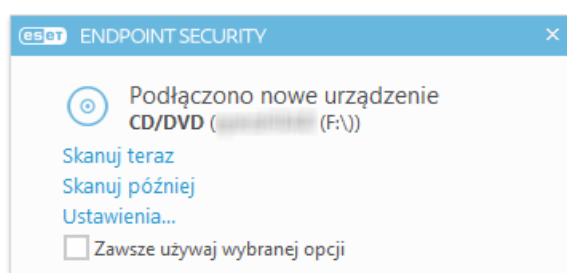 eset ENDPOINT SECURITY
Podłączono nowe urządzenie
CD/DVD ( (F:\))
Skanuj teraz
Skanuj później
Ustawienia...
Zawsze używaj wybranej opcji